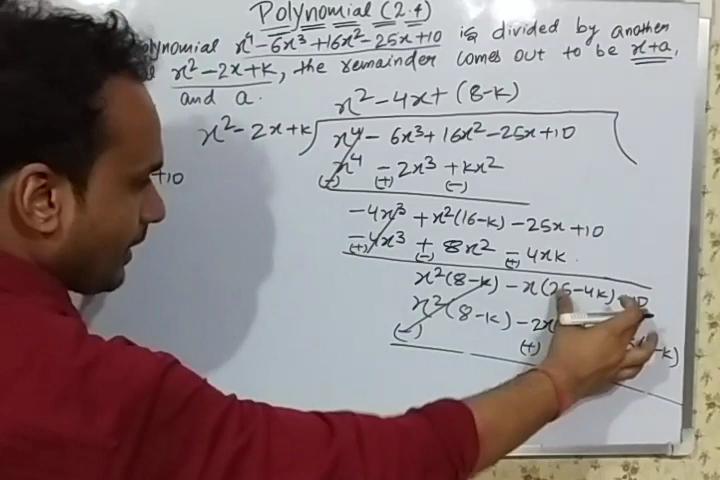 Polynomial (2.4)
olynomial x⁴-6x³+16x²-25x+10 is divided by another
x²-2x+k, the remainder comes out to be x+a,
and a.
x²-4x+(8-k)
x²-2x+k) x⁴-6x³+16x²-25x+10
+10
x⁴-2x³+kx²
(-) (+) (-)
-4x³+x²(16-k)-25x+10
-4x³+8x²-4xk.
(+) (-) (+)
x²(8-k)-x(25-4k)+10
x²(8-k)-2x
(-) (+)
-k)